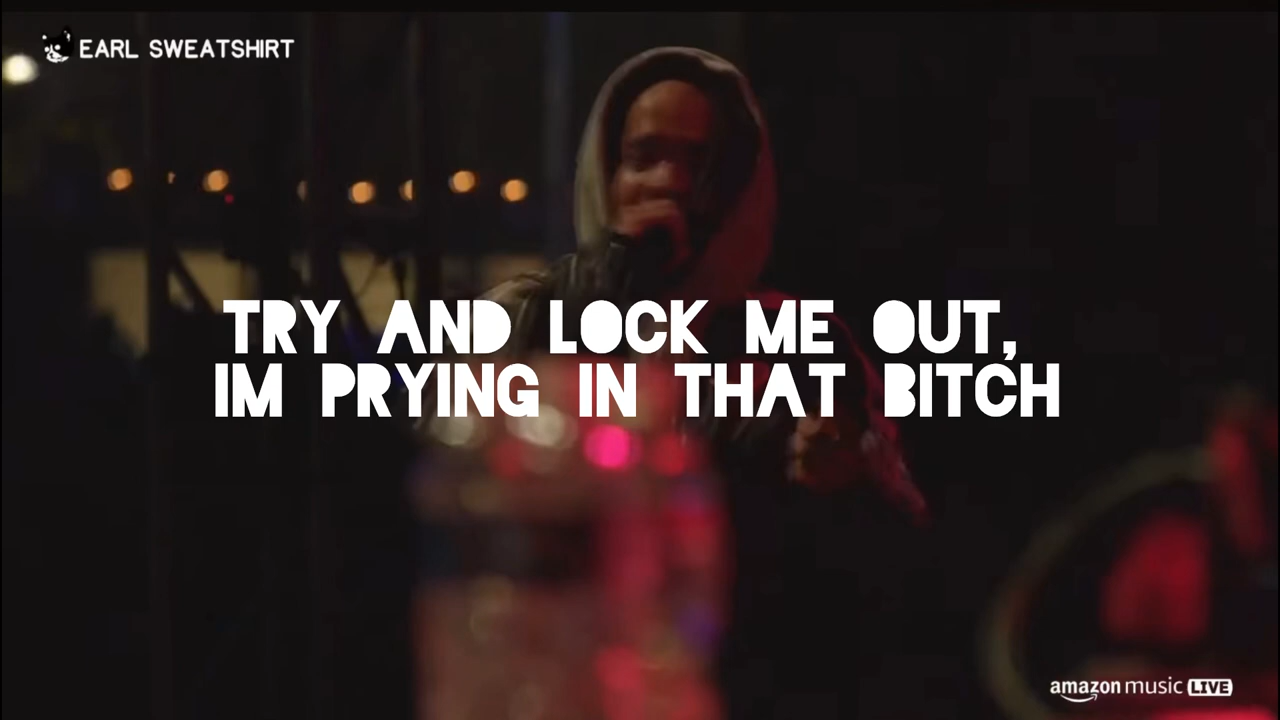 EARL SWEATSHIRT
TRY AND LOCK ME OUT,
IM PRYING IN THAT BITCH
amazon music LIVE